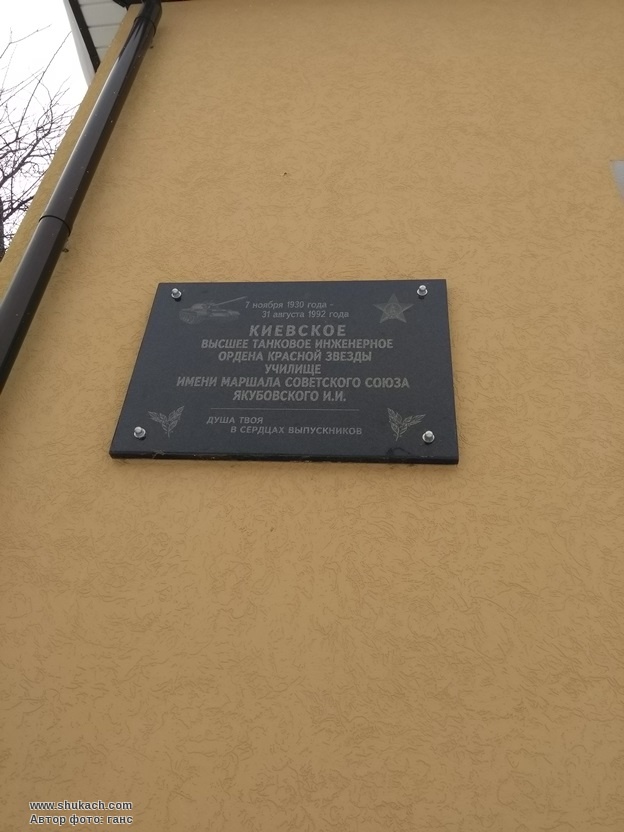 7 ноября 1930 года -
31 августа 1992 года
КИЕВСКОЕ
ВЫСШЕЕ ТАНКОВОЕ ИНЖЕНЕРНОЕ
ОРДЕНА КРАСНОЙ ЗВЕЗДЫ
УЧИЛИЩЕ
ИМЕНИ МАРШАЛА СОВЕТСКОГО СОЮЗА
ЯКУБОВСКОГО И.И.
ДУША ТВОЯ
В СЕРДЦАХ ВЫПУСКНИКОВ
www.shukach.com
Автор фото: ганс